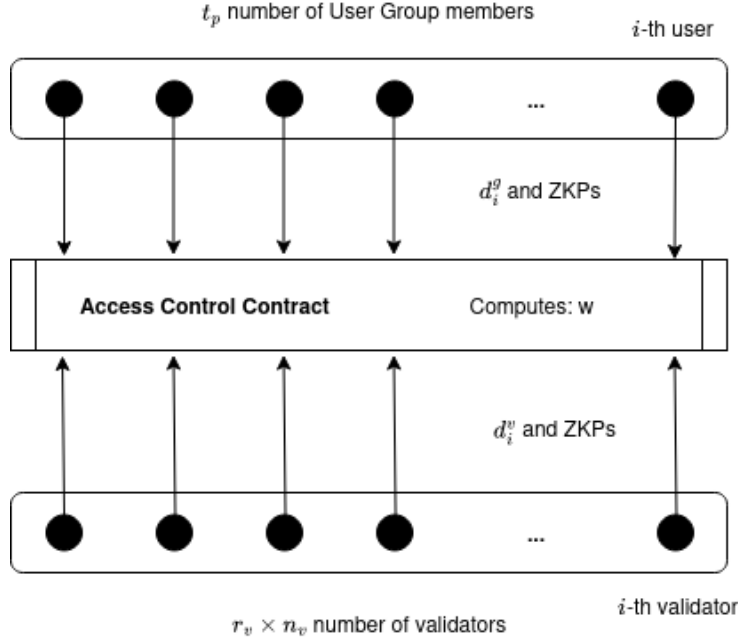 t_p number of User Group members
i-th user
...
d_i^g and ZKPs
Access Control Contract
Computes: w
d_i^v and ZKPs
...
i-th validator
r_v × n_v number of validators